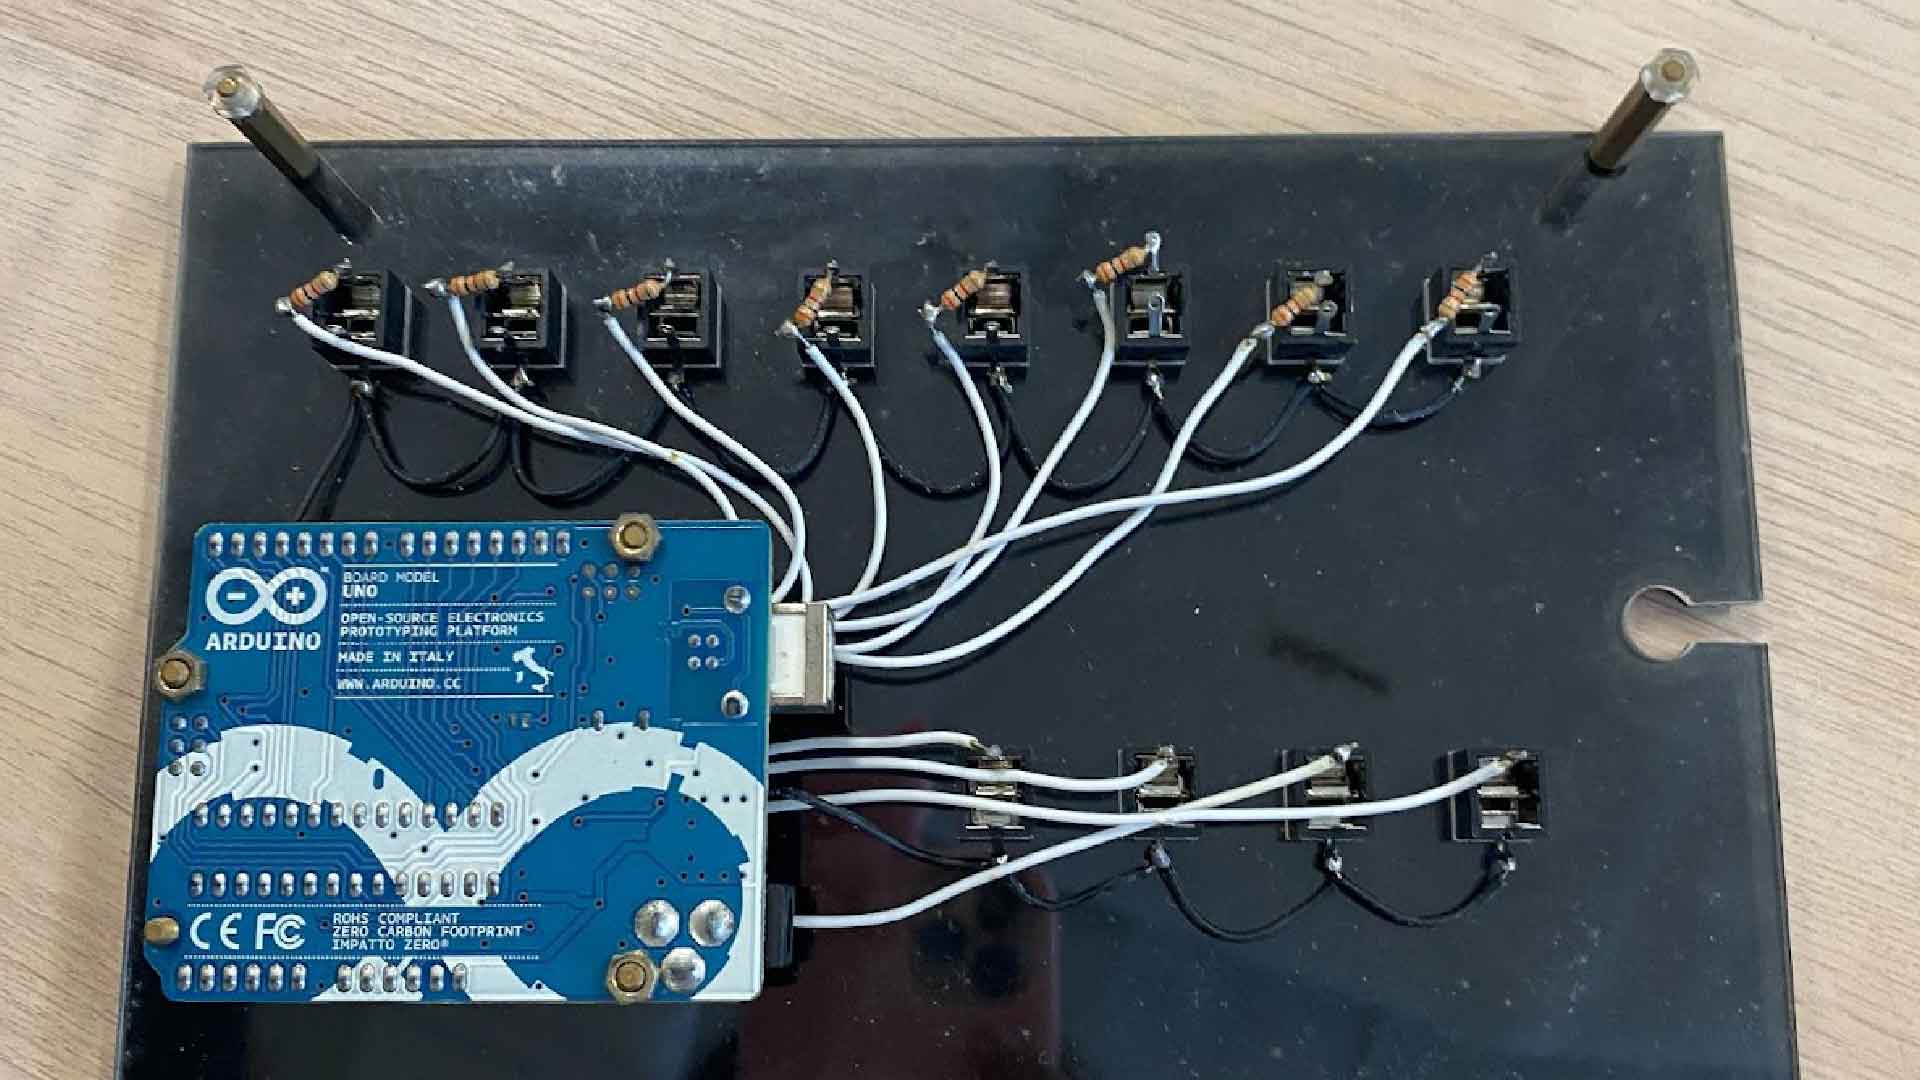 BOARD MODEL
UNO
OPEN-SOURCE ELECTRONICS
PROTOTYPING PLATFORM
ARDUINO
MADE IN ITALY
WWW.ARDUINO.CC
CE FC
ROHS COMPLIANT
ZERO CARBON FOOTPRINT
IMPATTO ZERO®